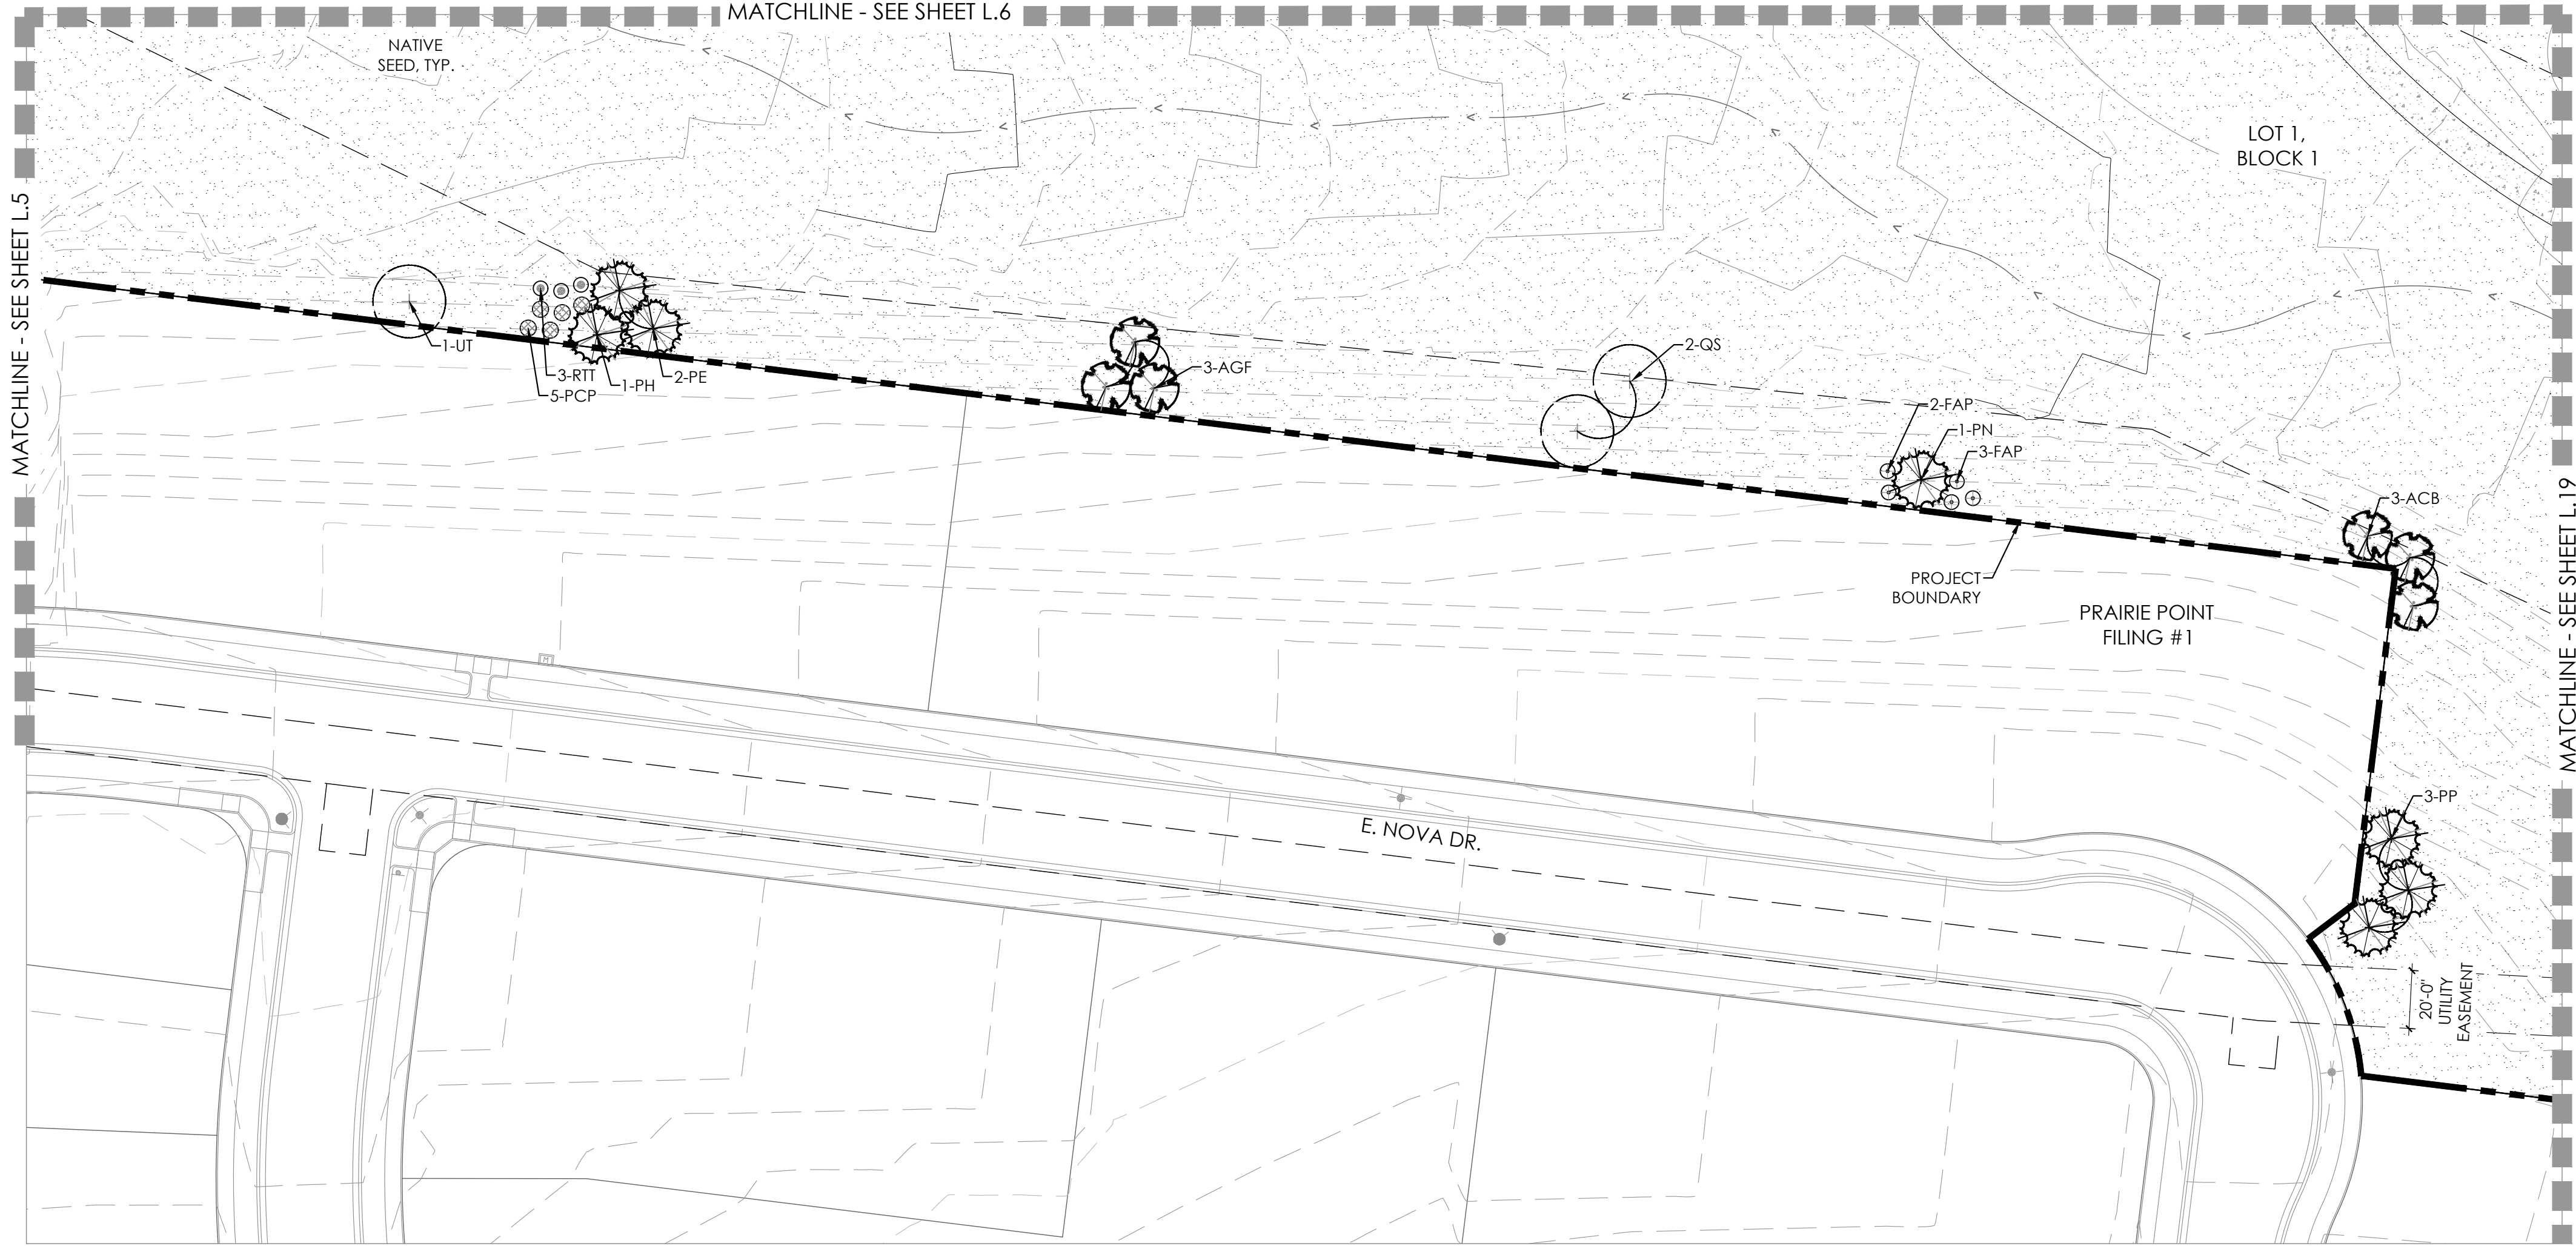 MATCHLINE - SEE SHEET L.6
NATIVE
SEED, TYP.
LOT 1,
BLOCK 1
MATCHLINE - SEE SHEET L.5
1-UT
3-RTT
5-PCP
1-PH
2-PE
3-AGF
2-QS
2-FAP
1-PN
3-FAP
3-ACB
PROJECT
BOUNDARY
PRAIRIE POINT
FILING #1
MATCHLINE - SEE SHEET L.19
M
3-PP
E. NOVA DR.
20'-0"
UTILITY
EASEMENT